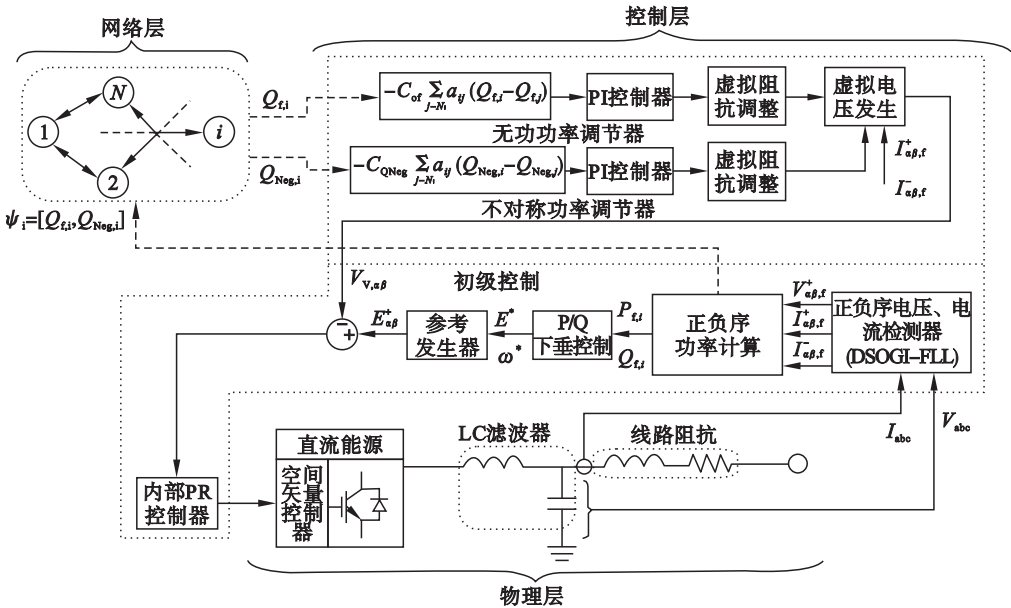 网络层
控制层
N
1
i
2
ψi=[Qf,i,QNeg,i]
Qf,i
QNeg,i
−Cof ∑ aij (Qf,i−Qf,j)
j−Ni
PI控制器
虚拟阻
抗调整
虚拟电
压发生
无功功率调节器
−CQNeg ∑ aij (QNeg,i−QNeg,j)
j−Ni
PI控制器
虚拟阻
抗调整
I+αβ,f
I−αβ,f
不对称功率调节器
初级控制
VV,αβ
−
+
E+αβ
参考
发生器
E*
ω*
P/Q
下垂控制
Pf,i
Qf,i
正负序
功率计算
V+αβ,f
I+αβ,f
I−αβ,f
正负序电压、电
流检测器
(DSOGI−FLL)
Iabc
Vabc
内部PR
控制器
直流能源
空间
矢量
控制
器
LC滤波器
线路阻抗
物理层